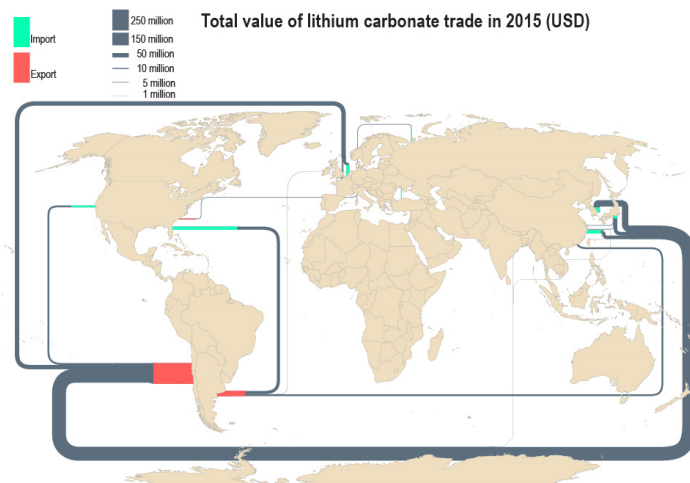 Total value of lithium carbonate trade in 2015 (USD)
Import
Export
250 million
150 million
50 million
10 million
5 million
1 million